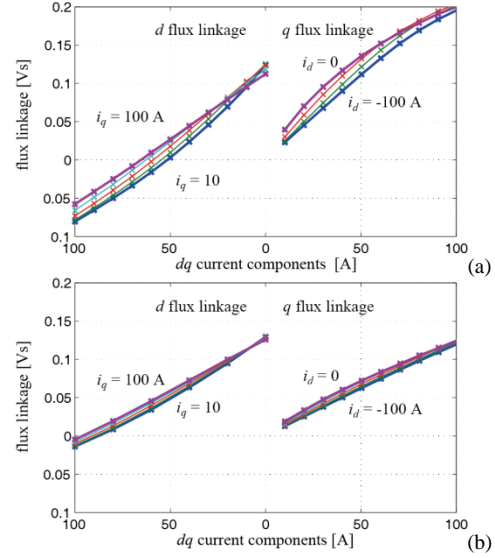 d flux linkage
q flux linkage
flux linkage [Vs]
0.2
0.15
0.1
0.05
0
0.05
0.1
i_q = 100 A
i_q = 10
i_d = 0
i_d = -100 A
100
50
0
50
100
dq current components [A]
(a)
d flux linkage
q flux linkage
flux linkage [Vs]
0.2
0.15
0.1
0.05
0
0.05
0.1
i_q = 100 A
i_q = 10
i_d = 0
i_d = -100 A
100
50
0
50
100
dq current components [A]
(b)